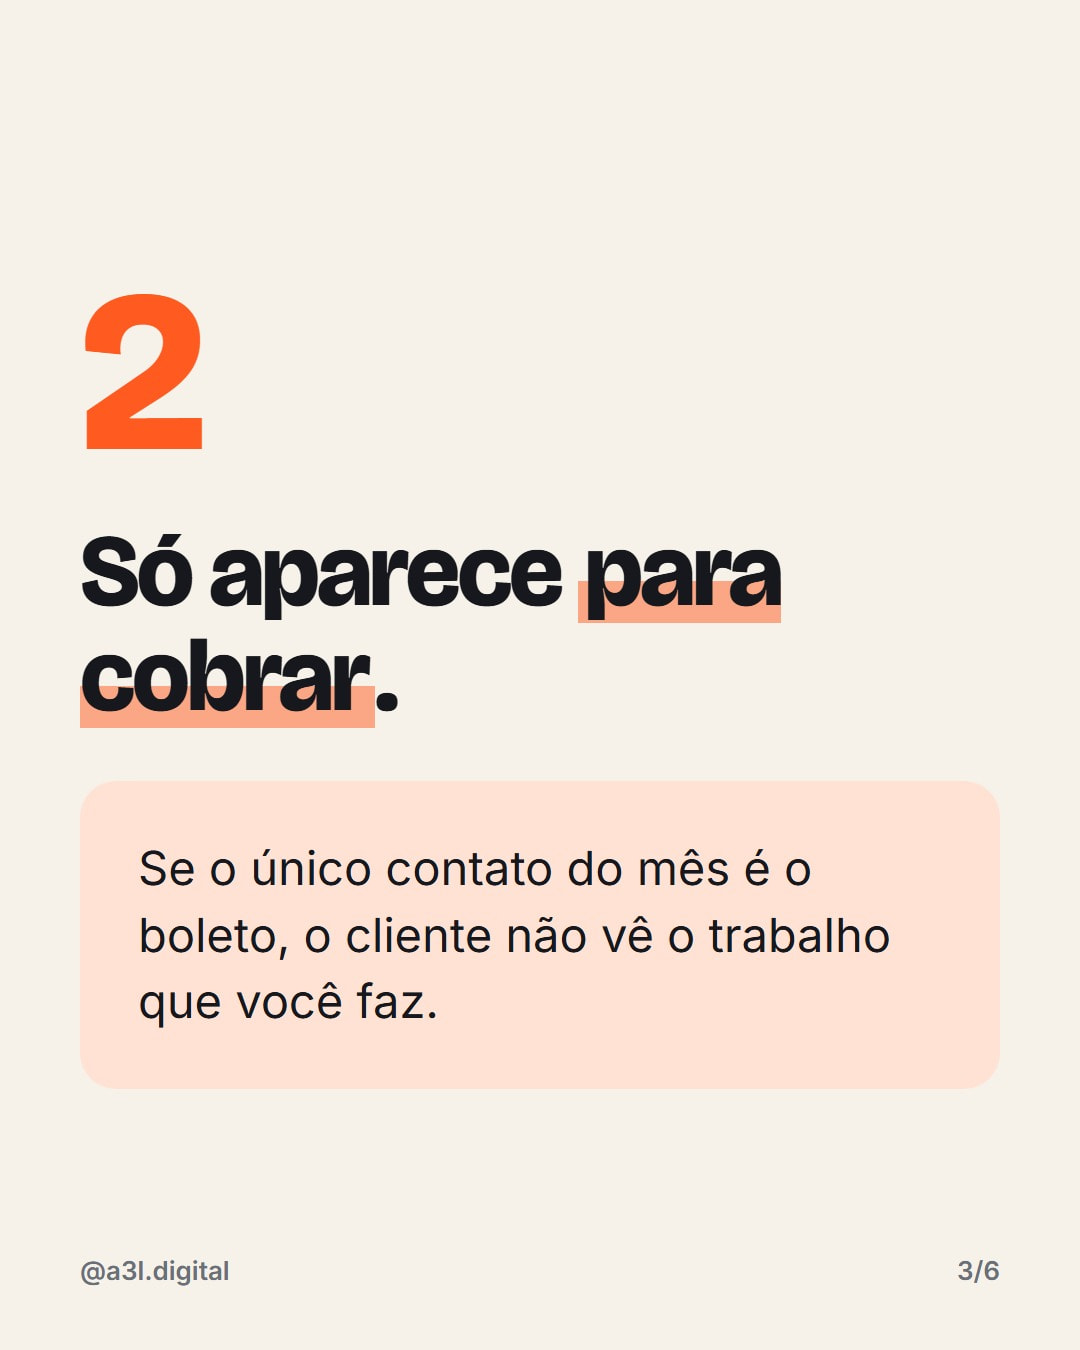 2
Só aparece para
cobrar.
Se o único contato do mês é o
boleto, o cliente não vê o trabalho
que você faz.
@a3l.digital
3/6